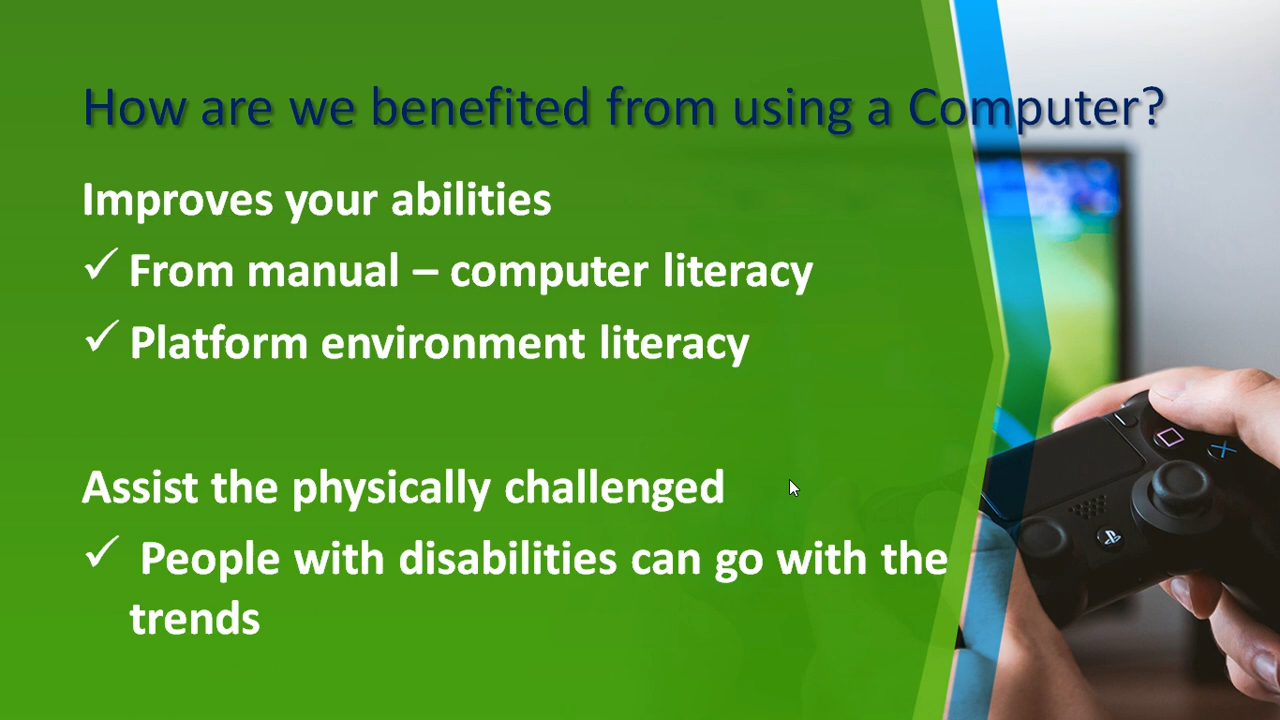 How are we benefited from using a Computer?
Improves your abilities
✓ From manual – computer literacy
✓ Platform environment literacy
Assist the physically challenged
✓ People with disabilities can go with the
trends